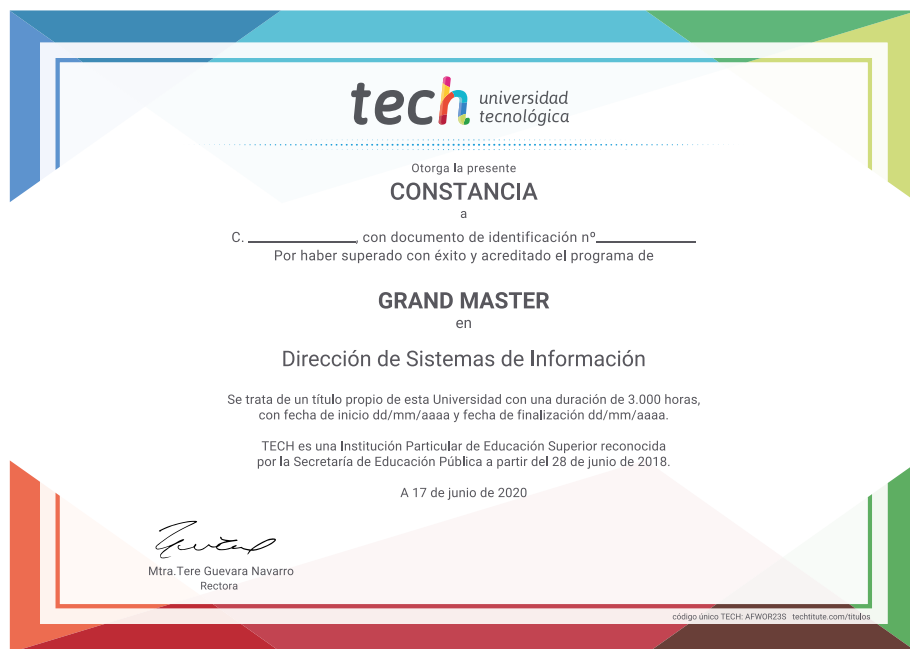 tech universidad
tecnológica
Otorga la presente
CONSTANCIA
a
C. ____________, con documento de identificación nº____________
Por haber superado con éxito y acreditado el programa de
GRAND MASTER
en
Dirección de Sistemas de Información
Se trata de un título propio de esta Universidad con una duración de 3.000 horas,
con fecha de inicio dd/mm/aaaa y fecha de finalización dd/mm/aaaa.
TECH es una Institución Particular de Educación Superior reconocida
por la Secretaría de Educación Pública a partir del 28 de junio de 2018.
A 17 de junio de 2020
Mtra.Tere Guevara Navarro
Rectora
código único TECH: AFWOR23S techtitute.com/titulos